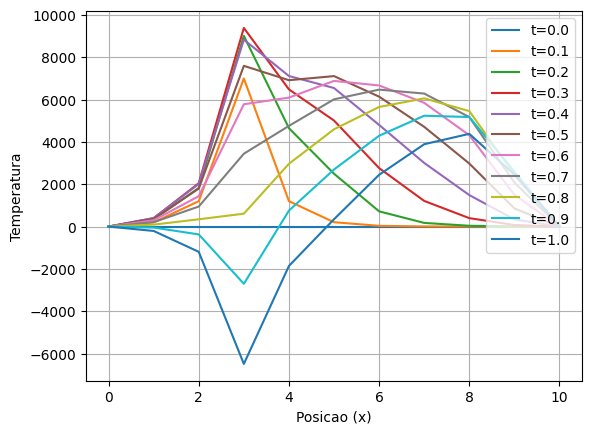 Temperatura
10000
8000
6000
4000
2000
0
−2000
−4000
−6000
0 2 4 6 8 10
Posicao (x)
t=0.0
t=0.1
t=0.2
t=0.3
t=0.4
t=0.5
t=0.6
t=0.7
t=0.8
t=0.9
t=1.0